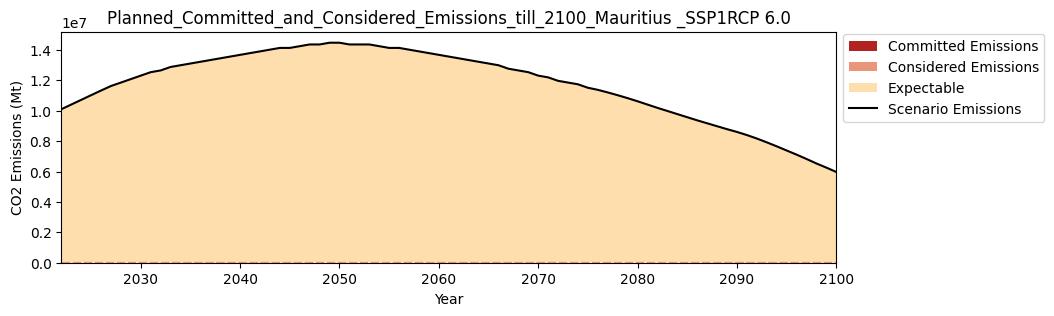 Planned_Committed_and_Considered_Emissions_till_2100_Mauritius _SSP1RCP 6.0
1e7
1.4
1.2
1.0
0.8
0.6
0.4
0.2
0.0
CO2 Emissions (Mt)
2030 2040 2050 2060 2070 2080 2090 2100
Year
Committed Emissions
Considered Emissions
Expectable
Scenario Emissions